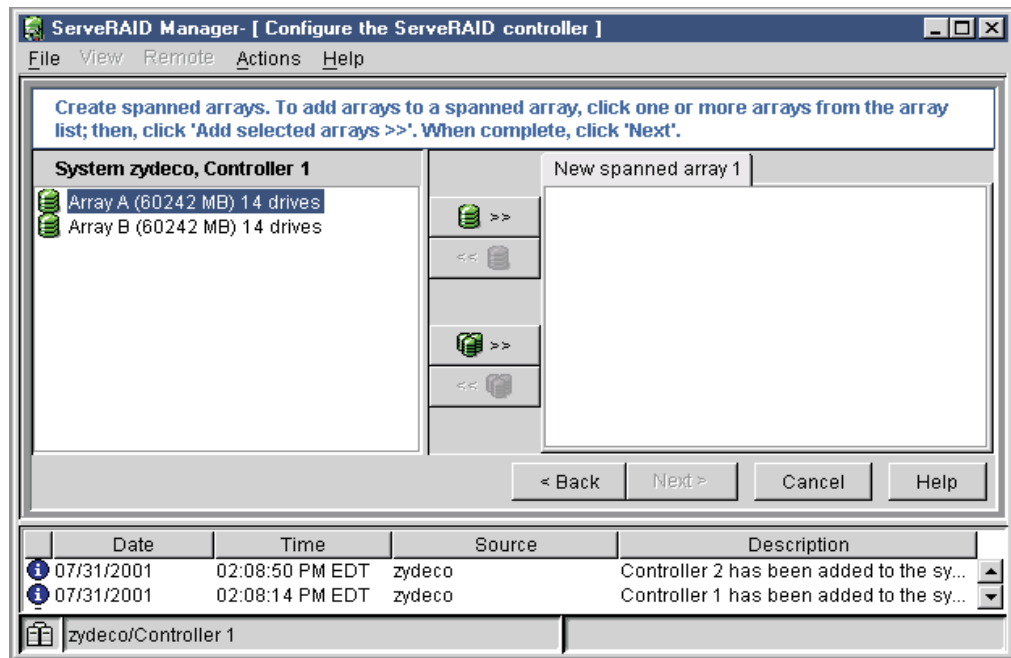 ServeRAID Manager- [ Configure the ServeRAID controller ]
File View Remote Actions Help
Create spanned arrays. To add arrays to a spanned array, click one or more arrays from the array
list; then, click 'Add selected arrays >>'. When complete, click 'Next'.
System zydeco, Controller 1
New spanned array 1
Array A (60242 MB) 14 drives
Array B (60242 MB) 14 drives
>>
<<
>>
<<
< Back
Next >
Cancel
Help
Date Time Source Description
07/31/2001 02:08:50 PM EDT zydeco Controller 2 has been added to the sy...
07/31/2001 02:08:14 PM EDT zydeco Controller 1 has been added to the sy...
zydeco/Controller 1